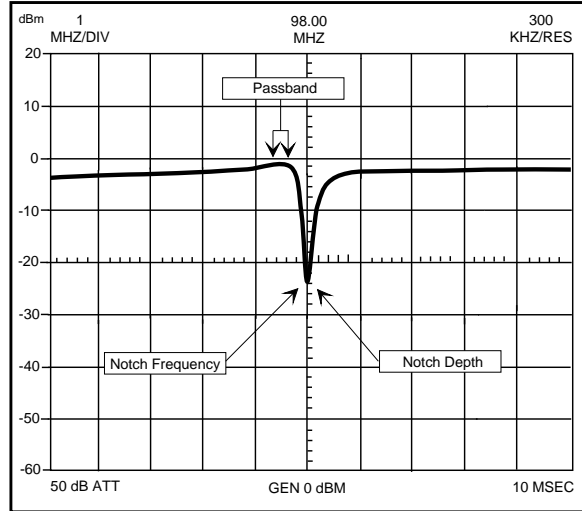 dBm
1
MHZ/DIV
98.00
MHZ
300
KHZ/RES
20
10
0
-10
-20
-30
-40
-50
-60
Passband
Notch Frequency
Notch Depth
50 dB ATT
GEN 0 dBM
10 MSEC